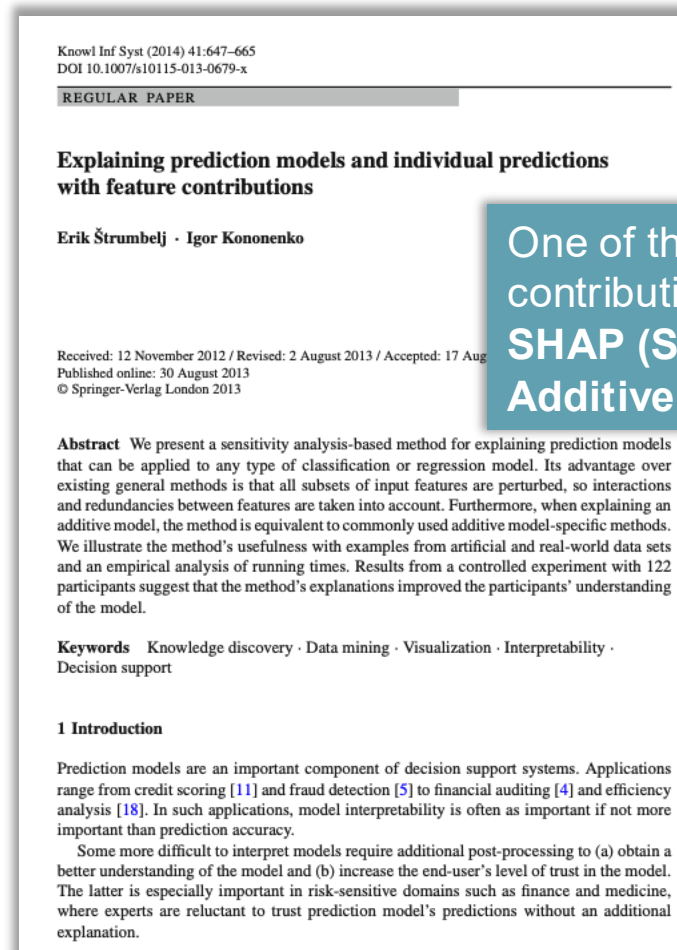 Knowl Inf Syst (2014) 41:647–665
DOI 10.1007/s10115-013-0679-x
REGULAR PAPER
Explaining prediction models and individual predictions
with feature contributions
Erik Štrumbelj · Igor Kononenko
One of
SHAP
Additive
Received: 12 November 2012 / Revised: 2 August 2013 / Accepted: 17
Published online: 30 August 2013
© Springer-Verlag London 2013
Abstract We present a sensitivity analysis-based method for explaining prediction models
that can be applied to any type of classification or regression model. Its advantage over
existing general methods is that all subsets of input features are perturbed, so interactions
and redundancies between features are taken into account. Furthermore, when explaining an
additive model, the method is equivalent to commonly used additive model-specific methods.
We illustrate the method's usefulness with examples from artificial and real-world data sets
and an empirical analysis of running times. Results from a controlled experiment with 122
participants suggest that the method's explanations improved the participants' understanding
of the model.
Keywords Knowledge discovery · Data mining · Visualization · Interpretability ·
Decision support
1 Introduction
Prediction models are an important component of decision support systems. Applications
range from credit scoring [11] and fraud detection [5] to financial auditing [4] and efficiency
analysis [18]. In such applications, model interpretability is often as important if not more
important than prediction accuracy.
Some more difficult to interpret models require additional post-processing to (a) obtain a
better understanding of the model and (b) increase the end-user's level of trust in the model.
The latter is especially important in risk-sensitive domains such as finance and medicine,
where experts are reluctant to trust prediction model's predictions without an additional
explanation.